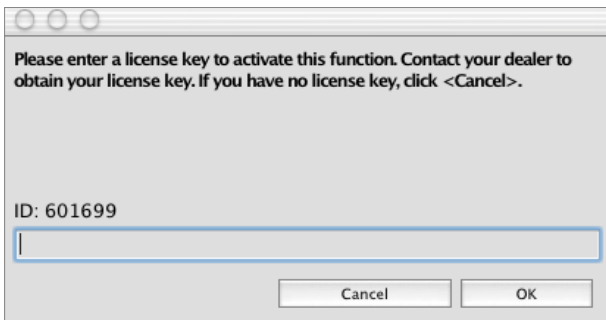 Please enter a license key to activate this function. Contact your dealer to
obtain your license key. If you have no license key, click <Cancel>.
ID: 601699
Cancel
OK